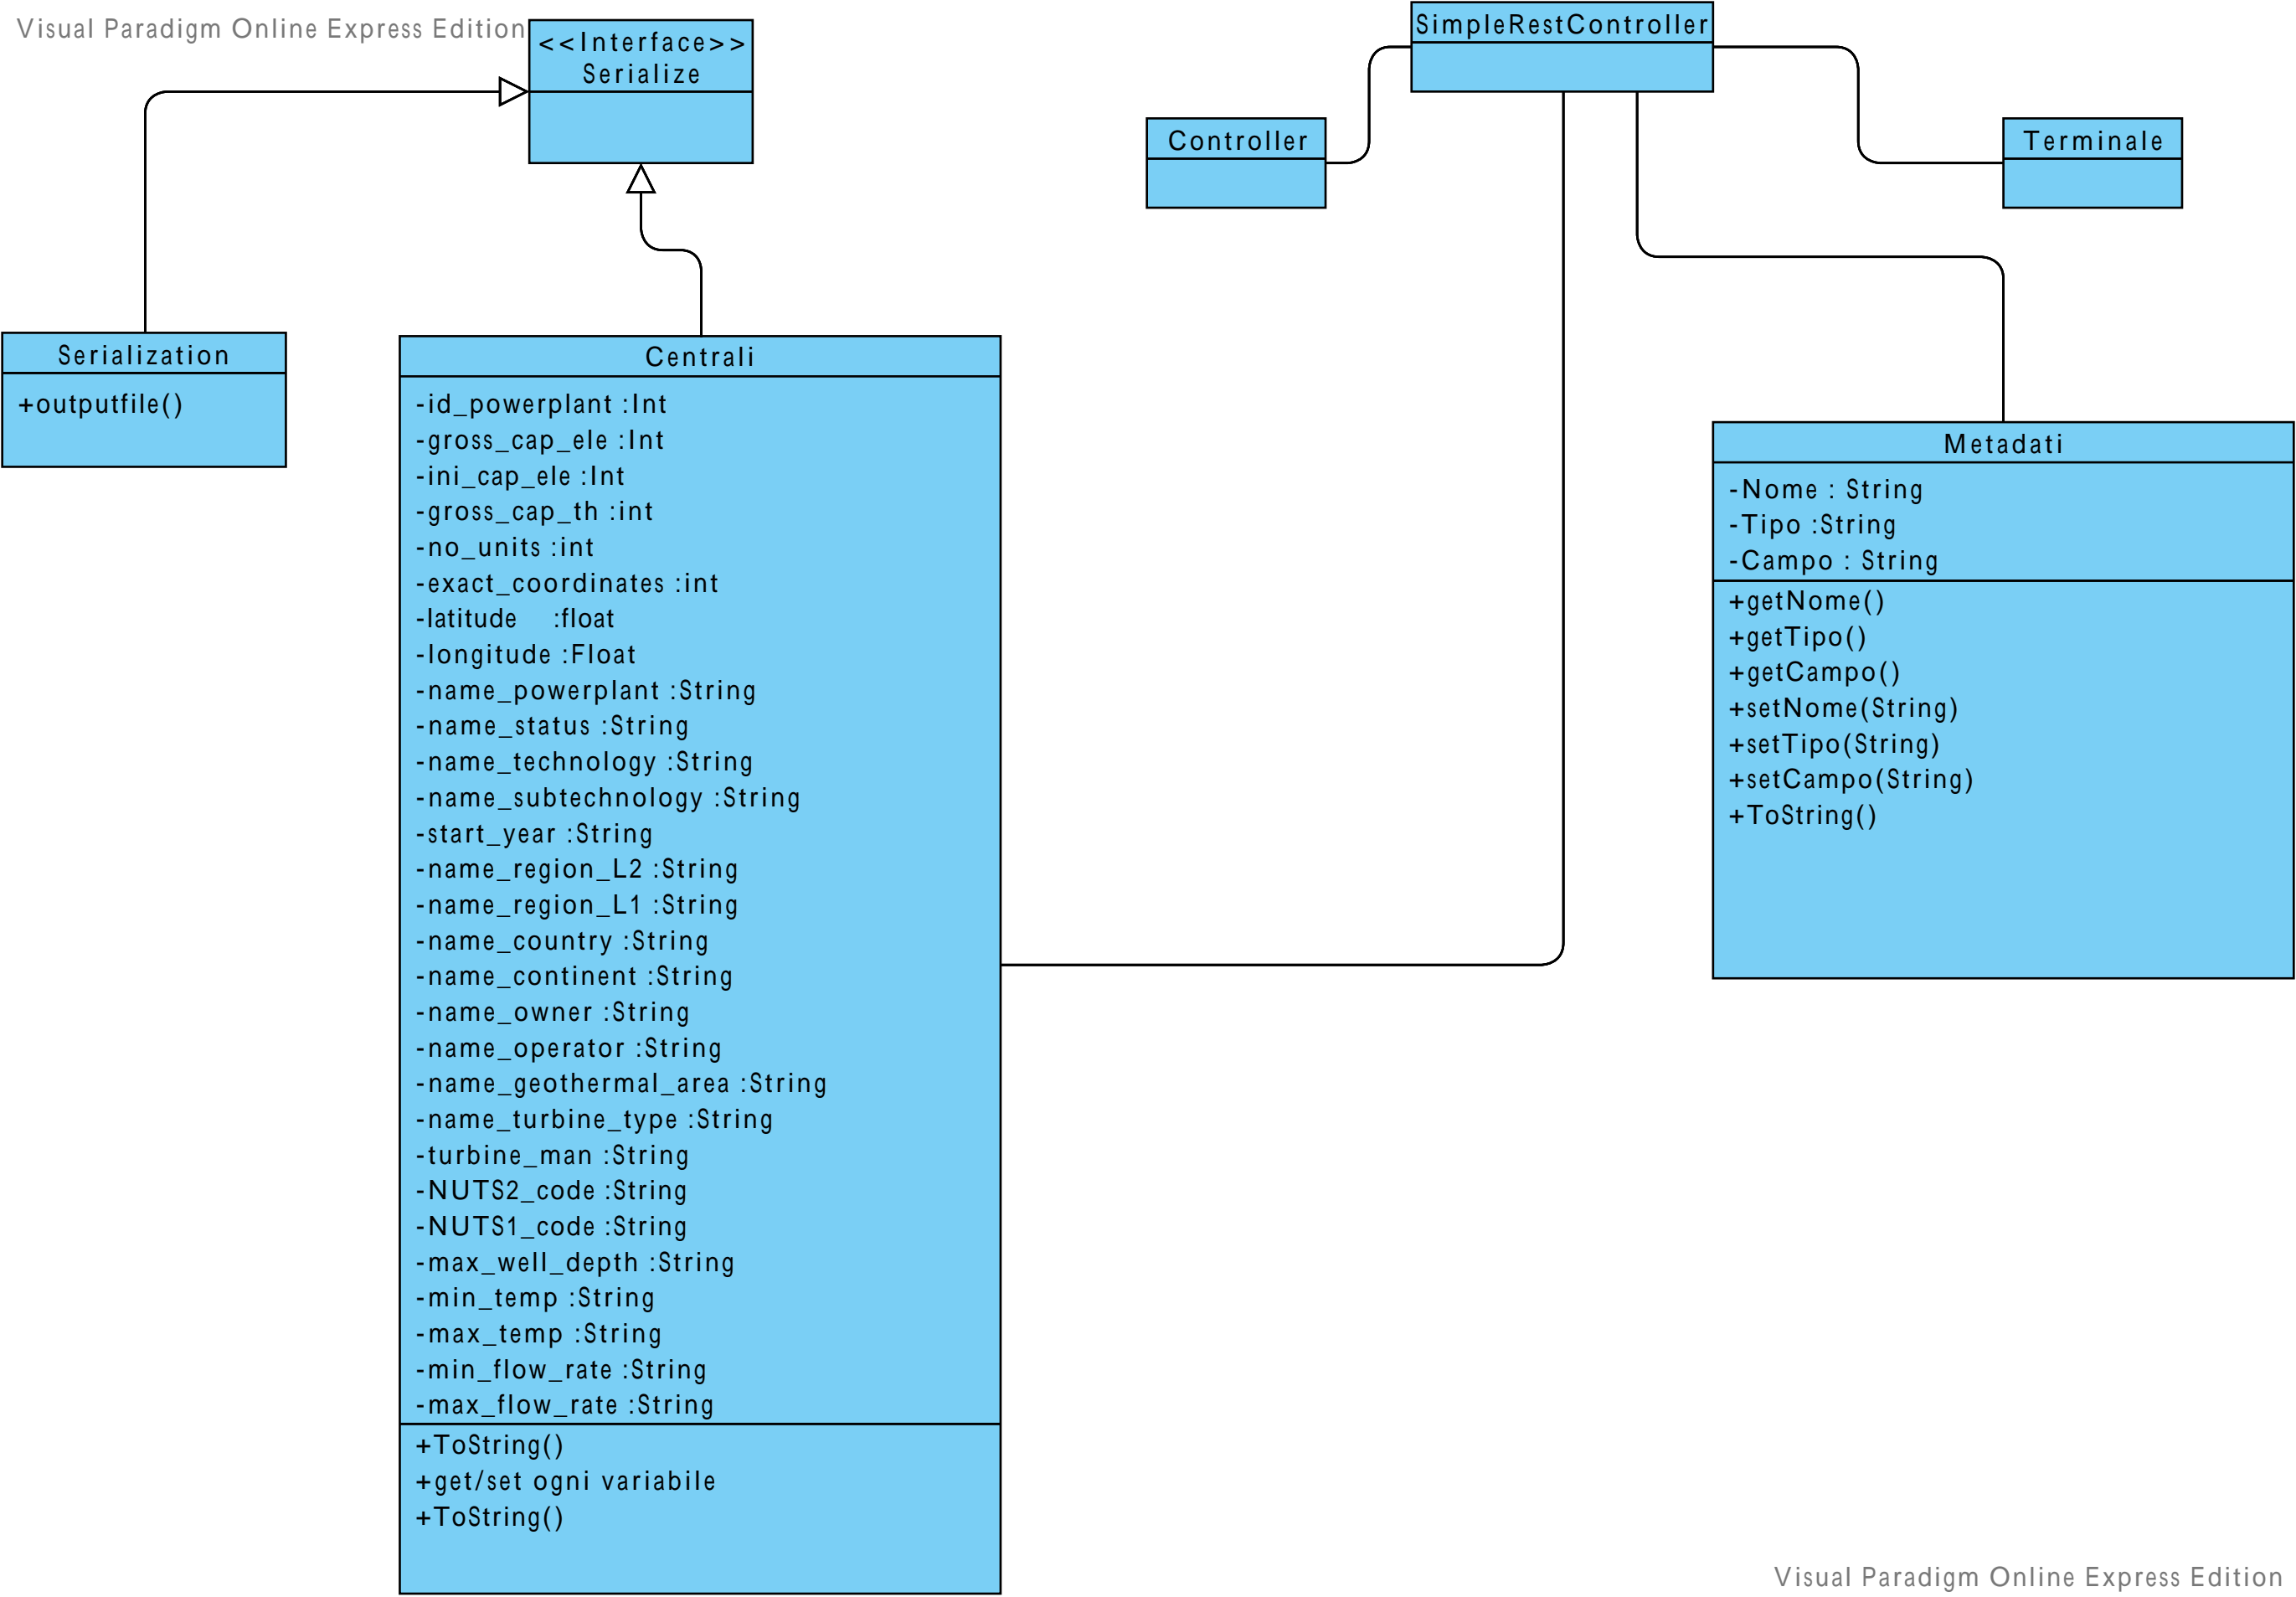 Visual Paradigm Online Express Edition
<<Interface>>
Serialize
SimpleRestController
Controller
Terminale
Serialization
+outputfile()
Centrali
-id_powerplant :Int
-gross_cap_ele :Int
-ini_cap_ele :Int
-gross_cap_th :int
-no_units :int
-exact_coordinates :int
-latitude :float
-longitude :Float
-name_powerplant :String
-name_status :String
-name_technology :String
-name_subtechnology :String
-start_year :String
-name_region_L2 :String
-name_region_L1 :String
-name_country :String
-name_continent :String
-name_owner :String
-name_operator :String
-name_geothermal_area :String
-name_turbine_type :String
-turbine_man :String
-NUTS2_code :String
-NUTS1_code :String
-max_well_depth :String
-min_temp :String
-max_temp :String
-min_flow_rate :String
-max_flow_rate :String
+ToString()
+get/set ogni variabile
+ToString()
Metadati
-Nome : String
-Tipo :String
-Campo : String
+getNome()
+getTipo()
+getCampo()
+setNome(String)
+setTipo(String)
+setCampo(String)
+ToString()
Visual Paradigm Online Express Edition